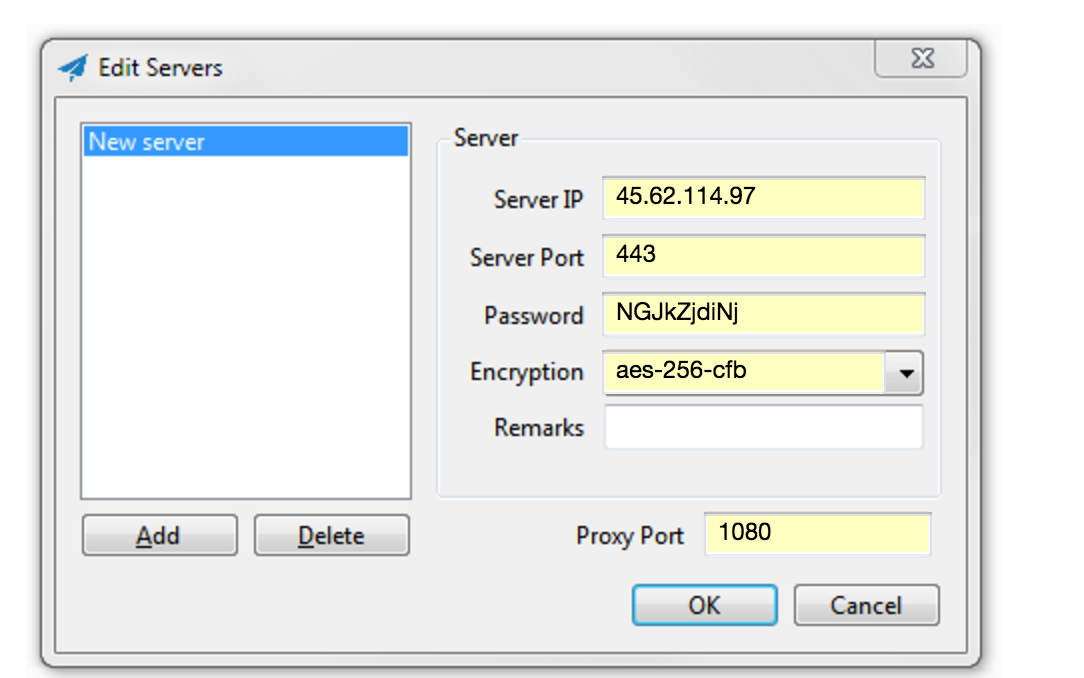 Edit Servers
New server
Server
Server IP 45.62.114.97
Server Port 443
Password NGJkZjdiNj
Encryption aes-256-cfb
Remarks
Add Delete
Proxy Port 1080
OK Cancel